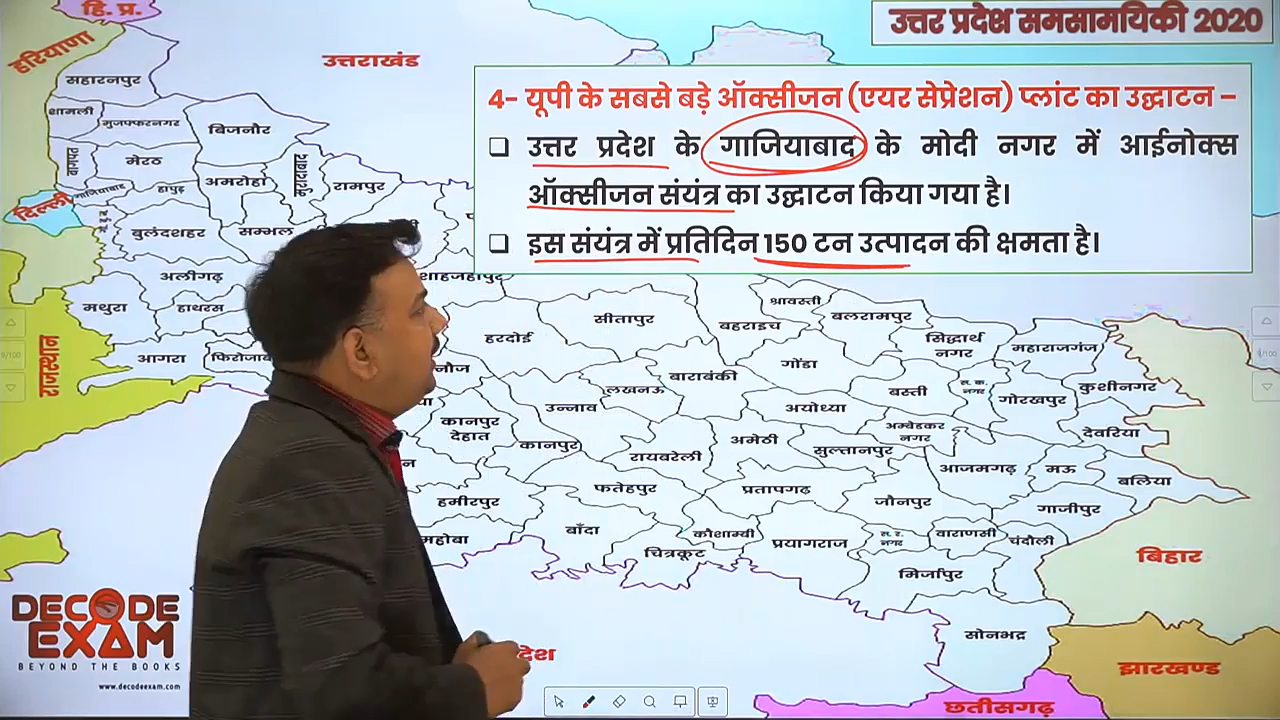 हि. प्र.
उत्तर प्रदेश समसामयिकी 2020
हरियाणा
उत्तराखंड
सहारनपुर
4- यूपी के सबसे बड़े ऑक्सीजन (एयर सेप्रेशन) प्लांट का उद्घाटन –
शामली
मुजफ्फरनगर
बिजनौर
❑ उत्तर प्रदेश के गाजियाबाद के मोदी नगर में आईनोक्स
ऑक्सीजन संयंत्र का उद्घाटन किया गया है।
❑ इस संयंत्र में प्रतिदिन 150 टन उत्पादन की क्षमता है।
बागपत
मेरठ
मुरादाबाद
गाजियाबाद
हापुड़
अमरोहा
रामपुर
दिल्ली
बुलंदशहर
सम्भल
अलीगढ़
शाहजहांपुर
मथुरा
हाथरस
श्रावस्ती
सीतापुर
बहराइच
बलरामपुर
हरदोई
सिद्धार्थ
नगर
महाराजगंज
राजस्थान
आगरा
फिरोजाब
नौज
लखनऊ
बाराबंकी
गोंडा
बस्ती
स. क.
नगर
गोरखपुर
कुशीनगर
या
उन्नाव
अयोध्या
कानपुर
देहात
कानपुर
अमेठी
अम्बेडकर
नगर
देवरिया
रायवरेली
सुल्तानपुर
न
आजमगढ़
मऊ
बलिया
हमीरपुर
फतेहपुर
प्रतापगढ़
जौनपुर
गाजीपुर
महोबा
बाँदा
कौशाम्बी
चित्रकूट
प्रयागराज
स. र.
नगर
वाराणसी
चंदौली
बिहार
मिर्जापुर
सोनभद्र
देश
झारखण्ड
छतीसगढ़
DECODE
EXAM
BEYOND THE BOOKS
www.decodeexam.com